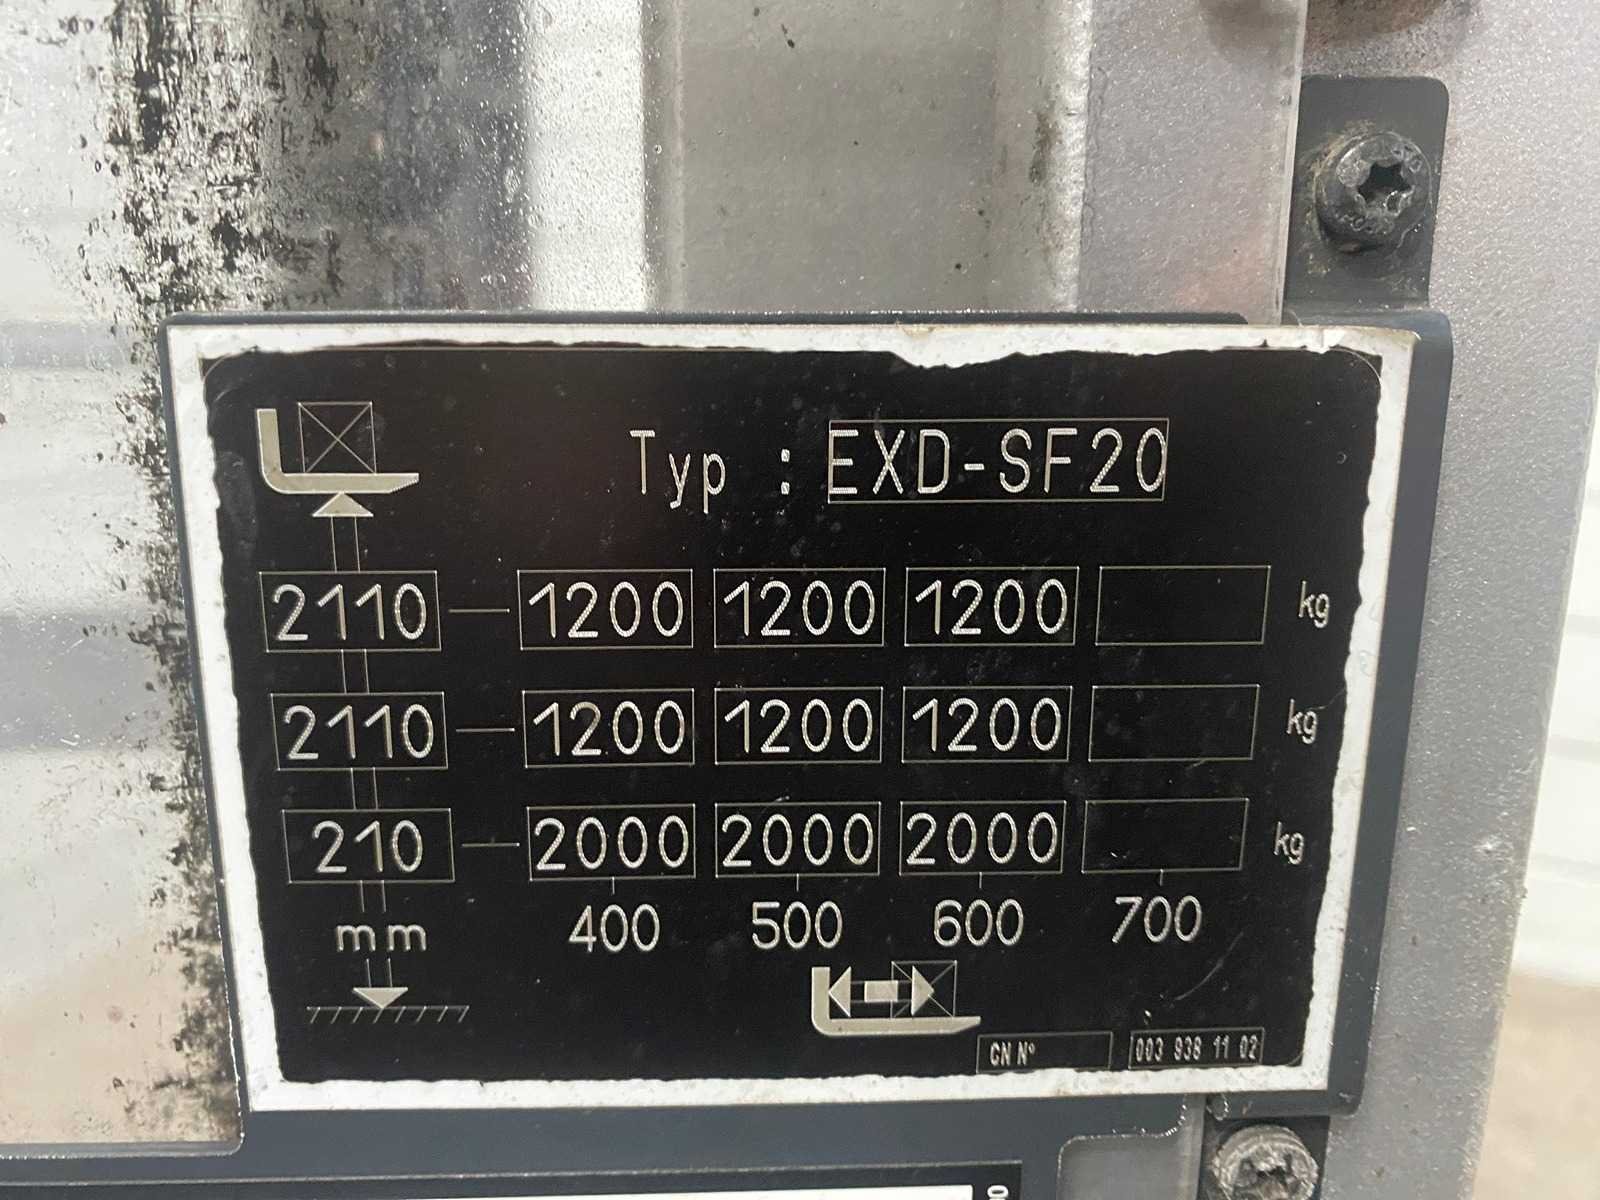 Typ : EXD-SF20
2110 1200 1200 1200 kg
2110 1200 1200 1200 kg
210 2000 2000 2000 kg
mm 400 500 600 700
CN N° 003 938 11 02